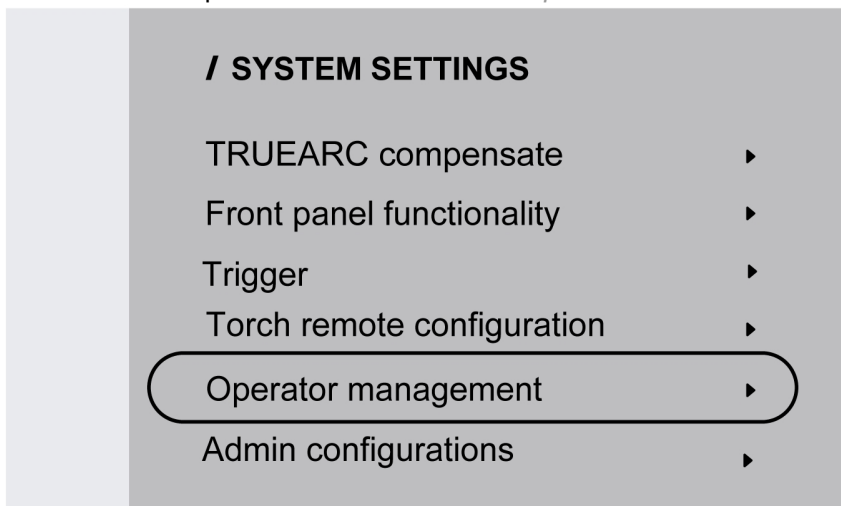 / SYSTEM SETTINGS
TRUEARC compensate
Front panel functionality
Trigger
Torch remote configuration
Operator management
Admin configurations